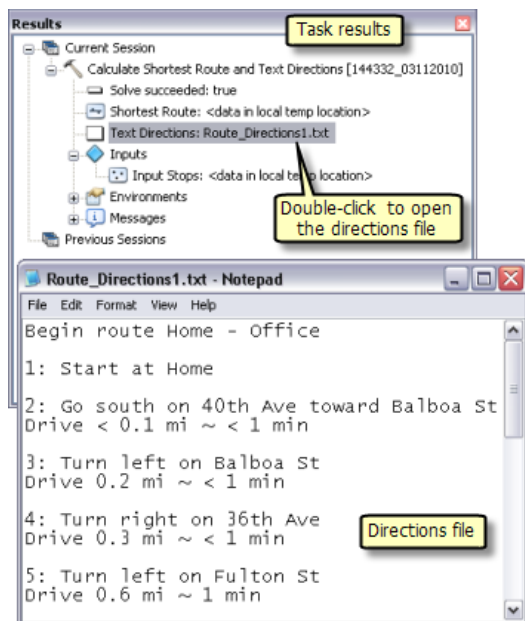 Results
Task results
Current Session
Calculate Shortest Route and Text Directions [144332_03112010]
Solve succeeded: true
Shortest Route: <data in local temp location>
Text Directions: Route_Directions1.txt
Inputs
Input Stops: <data in local temp location>
Environments
Messages
Previous Sessions
Double-click to open
the directions file
Route_Directions1.txt - Notepad
File Edit Format View Help
Begin route Home - Office
1: Start at Home
2: Go south on 40th Ave toward Balboa St
Drive < 0.1 mi ~ < 1 min
3: Turn left on Balboa St
Drive 0.2 mi ~ < 1 min
4: Turn right on 36th Ave
Drive 0.3 mi ~ < 1 min
Directions file
5: Turn left on Fulton St
Drive 0.6 mi ~ 1 min